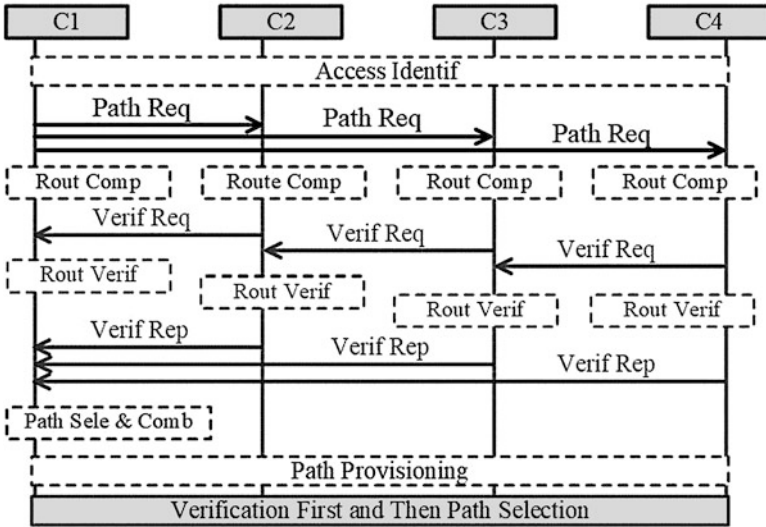 C1 C2 C3 C4
Access Identif
Path Req
Path Req
Path Req
Rout Comp Route Comp Rout Comp Rout Comp
Verif Req
Verif Req
Verif Req
Rout Verif
Rout Verif
Rout Verif Rout Verif
Verif Rep
Verif Rep
Verif Rep
Path Sele & Comb
Path Provisioning
Verification First and Then Path Selection